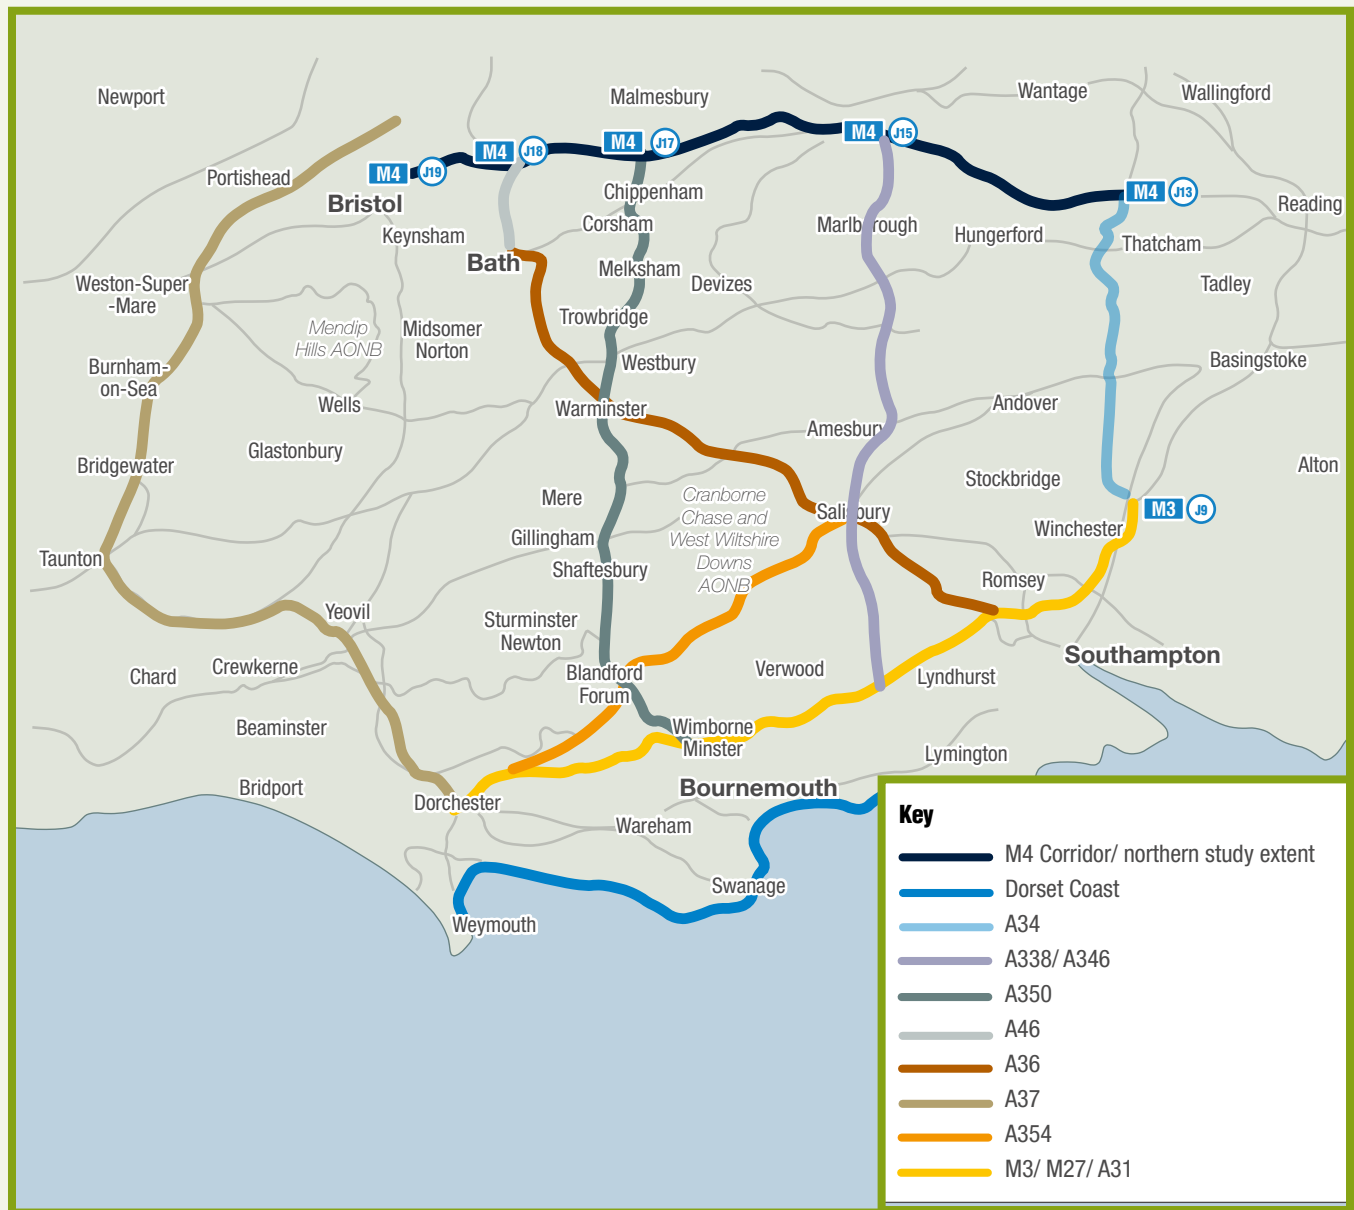 Newport
Malmesbury
Wantage
Wallingford
M4 J15
M4 J17
M4 J18
M4 J19
M4 J13
Portishead
Bristol
Chippenham
Reading
Keynsham
Corsham
Marlborough
Hungerford
Thatcham
Bath
Melksham
Devizes
Tadley
Weston-Super
-Mare
Trowbridge
Mendip
Hills AONB
Midsomer
Norton
Westbury
Basingstoke
Burnham-
on-Sea
Wells
Warminster
Andover
Amesbury
Glastonbury
Bridgewater
Stockbridge
Alton
Mere
Cranborne
Chase and
West Wiltshire
Downs
AONB
Salisbury
M3 J9
Winchester
Gillingham
Taunton
Shaftesbury
Romsey
Yeovil
Sturminster
Newton
Southampton
Chard
Crewkerne
Blandford
Forum
Verwood
Lyndhurst
Beaminster
Wimborne
Minster
Lymington
Bridport
Bournemouth
Dorchester
Wareham
Swanage
Weymouth
Key
M4 Corridor/ northern study extent
Dorset Coast
A34
A338/ A346
A350
A46
A36
A37
A354
M3/ M27/ A31